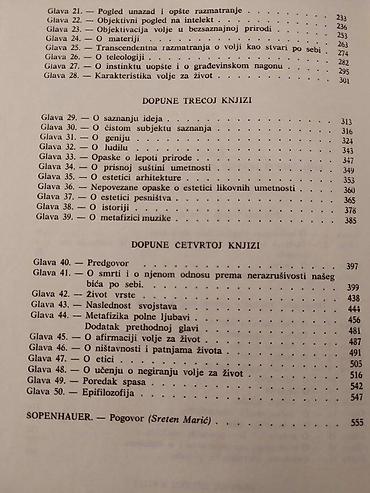 Glava 21. — Pogled unazad i opšte razmatranje . . . . . . 233
Glava 22. — Objektivni pogled na intelekt . . . . . . . . 236
Glava 23. — Objektivacija volje u bezsaznajnoj prirodi . . . . 253
Glava 24. — O materiji . . . . . . . . . . . . 263
Glava 25. — Transcendentna razmatranja o volji kao stvari po sebi . 274
Glava 26. — O teleologiji . . . . . . . . . . . 282
Glava 27. — O instinktu uopšte i o građevinskom nagonu . . . . 295
Glava 28. — Karakteristika volje za život . . . . . . . . 301
DOPUNE TRECOJ KNJIZI
Glava 29. — O saznanju ideja . . . . . . . . . . 313
Glava 30. — O čistom subjektu saznanja . . . . . . . . 316
Glava 31. — O geniju . . . . . . . . . . . . 324
Glava 32. — O ludilu . . . . . . . . . . . . 343
Glava 33. — Opaske o lepoti prirode . . . . . . . . . 347
Glava 34. — O prisnoj suštini umetnosti . . . . . . . . 349
Glava 35. — O estetici arhitekture . . . . . . . . . 353
Glava 36. — Nepovezane opaske o estetici likovnih umetnosti . . . 360
Glava 37. — O estetici pesništva . . . . . . . . . . 365
Glava 38. — O istoriji . . . . . . . . . . . . 378
Glava 39. — O metafizici muzike . . . . . . . . . . 385
DOPUNE ČETVRTOJ KNJIZI
Glava 40. — Predgovor . . . . . . . . . . . . 397
Glava 41. — O smrti i o njenom odnosu prema nerazrušivosti našeg
bića po sebi. . . . . . . . . . . . . 399
Glava 42. — Život vrste . . . . . . . . . . . 438
Glava 43. — Naslednost svojstava . . . . . . . . . 444
Glava 44. — Metafizika polne ljubavi . . . . . . . . 456
Dodatak prethodnoj glavi . . . . . . . . 481
Glava 45. — O afirmaciji volje za život . . . . . . . . 487
Glava 46. — O ništavnosti i patnjama života . . . . . . . 491
Glava 47. — O etici . . . . . . . . . . . . 505
Glava 48. — O učenju o negiranju volje za život . . . . . . 516
Glava 49. — Poredak spasa . . . . . . . . . . . 542
Glava 50. — Epifilozofija . . . . . . . . . . . 547
ŠOPENHAUER. — Pogovor (Sreten Marić) . . . . . . . . 555